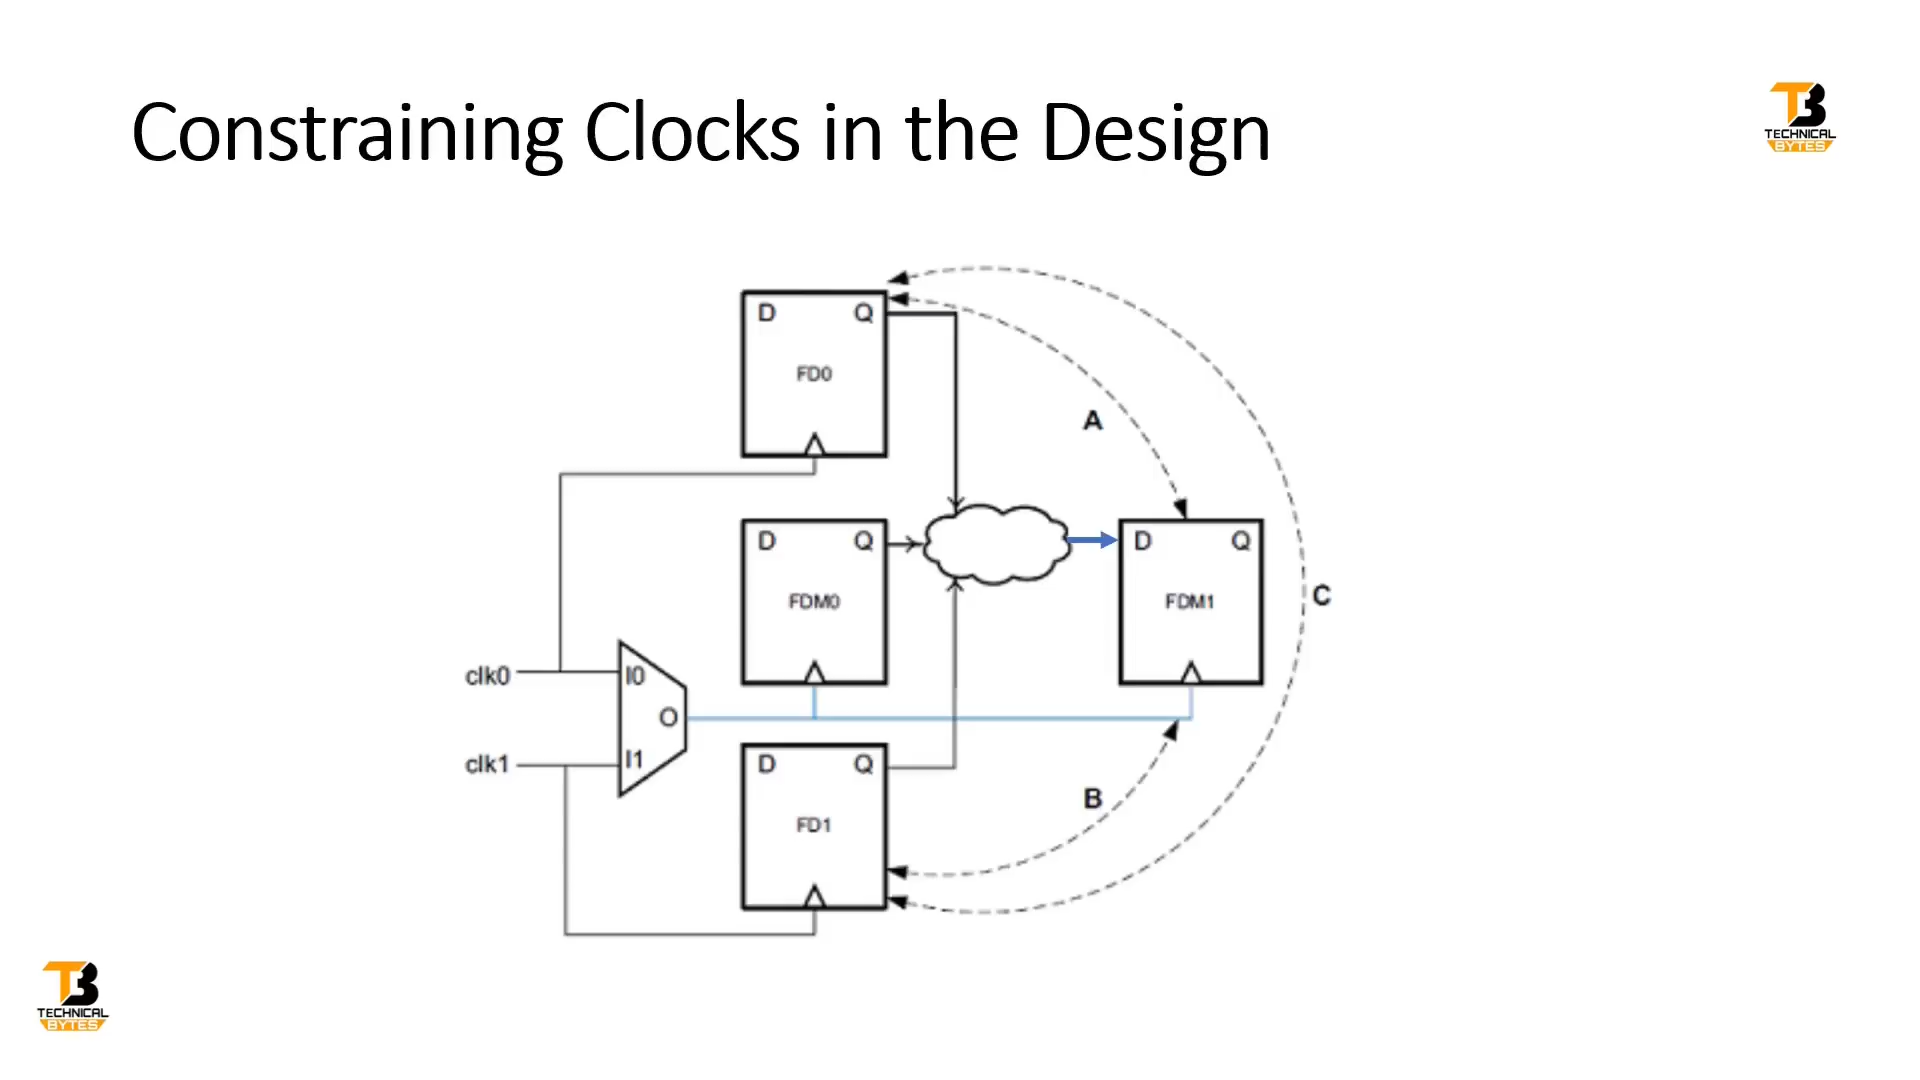 Constraining Clocks in the Design
TECHNICAL
BYTES
D Q
FD0
A
D Q
FDM0
D Q
FDM1
C
clk0
I0
O
clk1
I1
D Q
FD1
B
TECHNICAL
BYTES